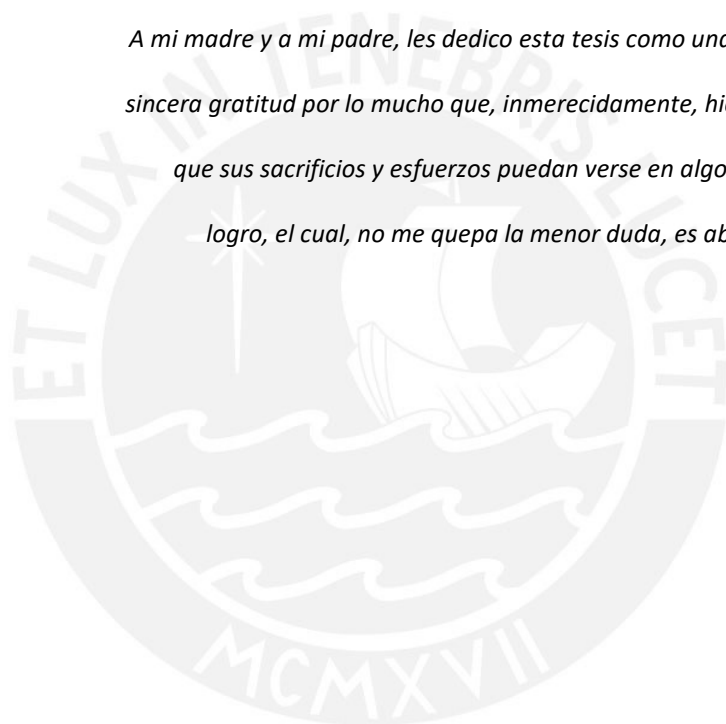 A mi madre y a mi padre, les dedico esta tesis como una
sincera gratitud por lo mucho que, inmerecidamente,
que sus sacrificios y esfuerzos puedan verse en algo
logro, el cual, no me quepa la menor duda, es
ET LUX IN TENEBRIS LUCET
MCMXVII